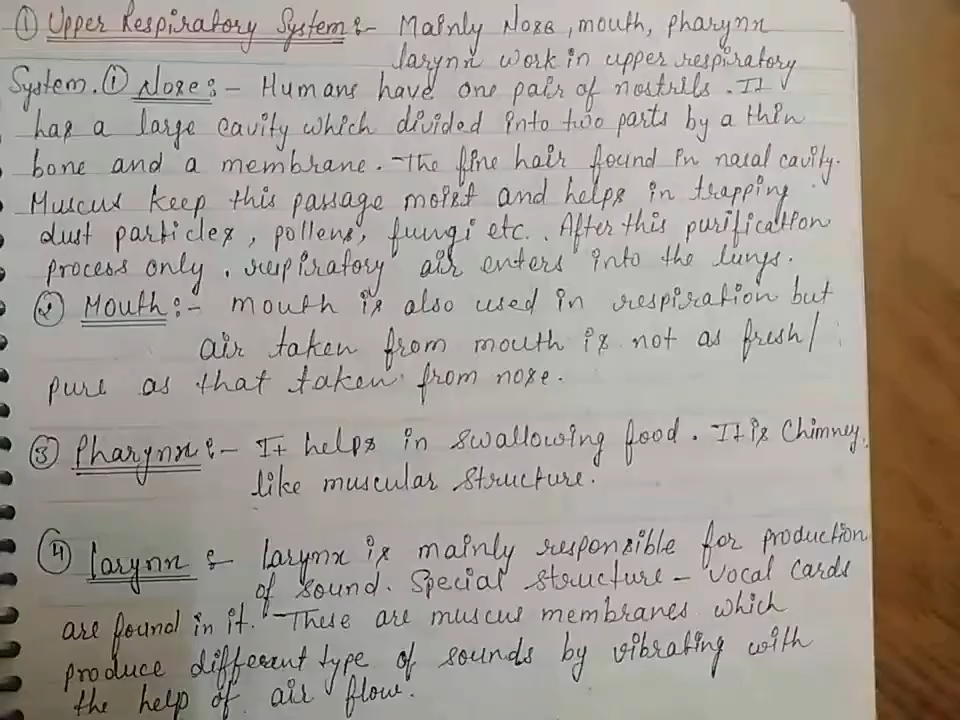 ① Upper Respiratory System :- Mainly Nose, mouth, pharynx
larynx work in upper respiratory
System. ① Nose :- Humans have one pair of nostrils. It
has a large cavity which divided into two parts by a thin
bone and a membrane. The fine hair found in nasal cavity.
Muscus keep this passage moist and helps in trapping
dust particles, pollens, fungi etc. After this purification
process only, respiratory air enters into the lungs.
② Mouth :- mouth is also used in respiration but
air taken from mouth is not as fresh/
pure as that taken from nose.
③ Pharynx :- It helps in swallowing food. It is Chimney
like muscular structure.
④ Larynx :- larynx is mainly responsible for production
of sound. Special structure - Vocal cards
are found in it. These are muscus membranes which
produce different type of sounds by vibrating with
the help of air flow.